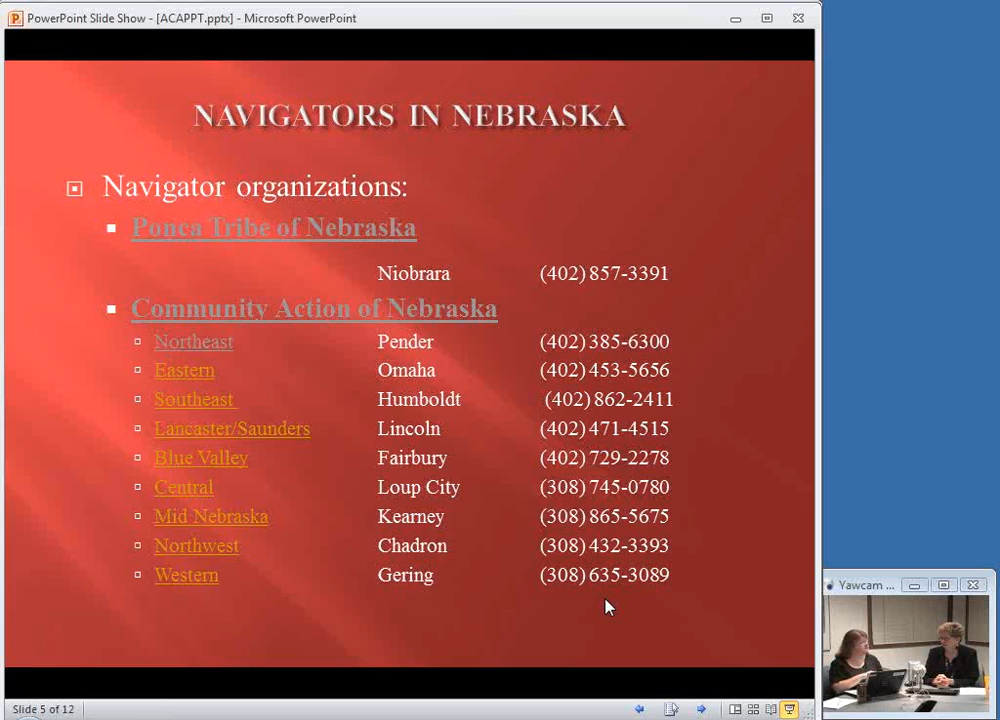 PowerPoint Slide Show - [ACAPPT.pptx] - Microsoft PowerPoint
NAVIGATORS IN NEBRASKA
Navigator organizations:
Ponca Tribe of Nebraska
Niobrara (402) 857-3391
Community Action of Nebraska
Northeast Pender (402) 385-6300
Eastern Omaha (402) 453-5656
Southeast Humboldt (402) 862-2411
Lancaster/Saunders Lincoln (402) 471-4515
Blue Valley Fairbury (402) 729-2278
Central Loup City (308) 745-0780
Mid Nebraska Kearney (308) 865-5675
Northwest Chadron (308) 432-3393
Western Gering (308) 635-3089
Yawcam ...
Slide 5 of 12